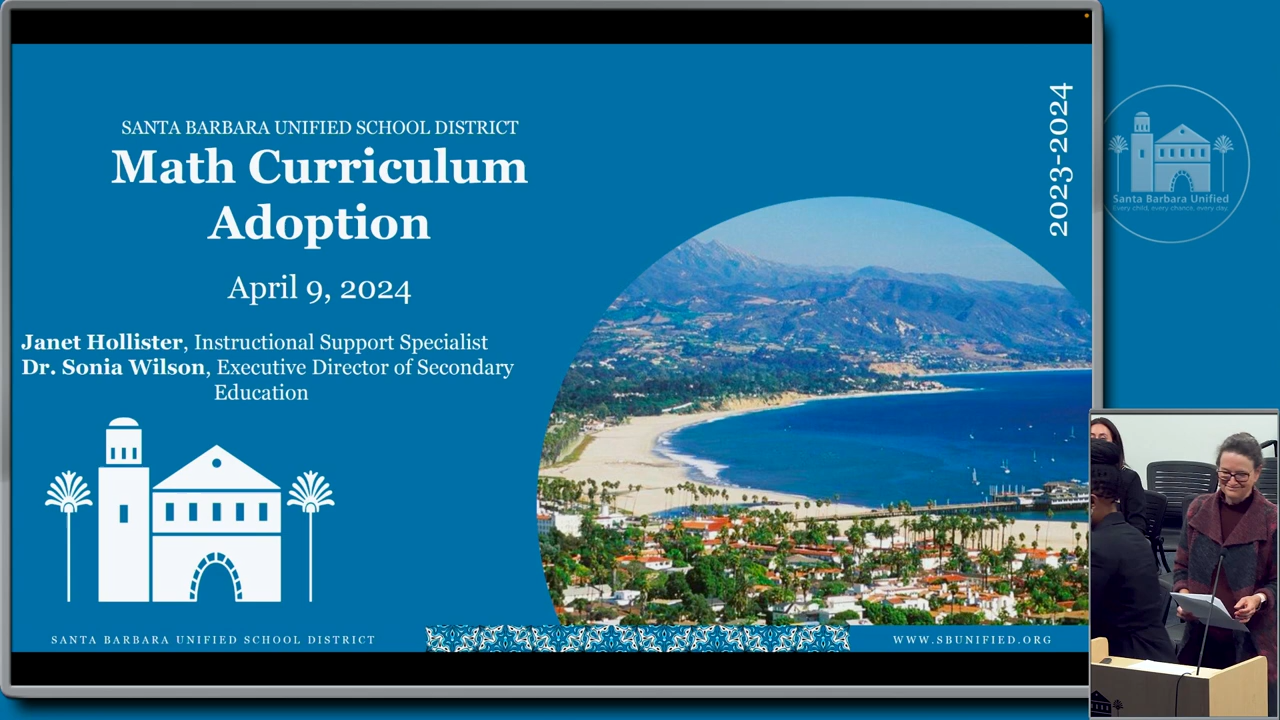 SANTA BARBARA UNIFIED SCHOOL DISTRICT
Math Curriculum
Adoption
April 9, 2024
Janet Hollister, Instructional Support Specialist
Dr. Sonia Wilson, Executive Director of Secondary
Education
SANTA BARBARA UNIFIED SCHOOL DISTRICT
WWW.SBUNIFIED.ORG
2023-2024
Santa Barbara Unified
Every child, every chance, every day.